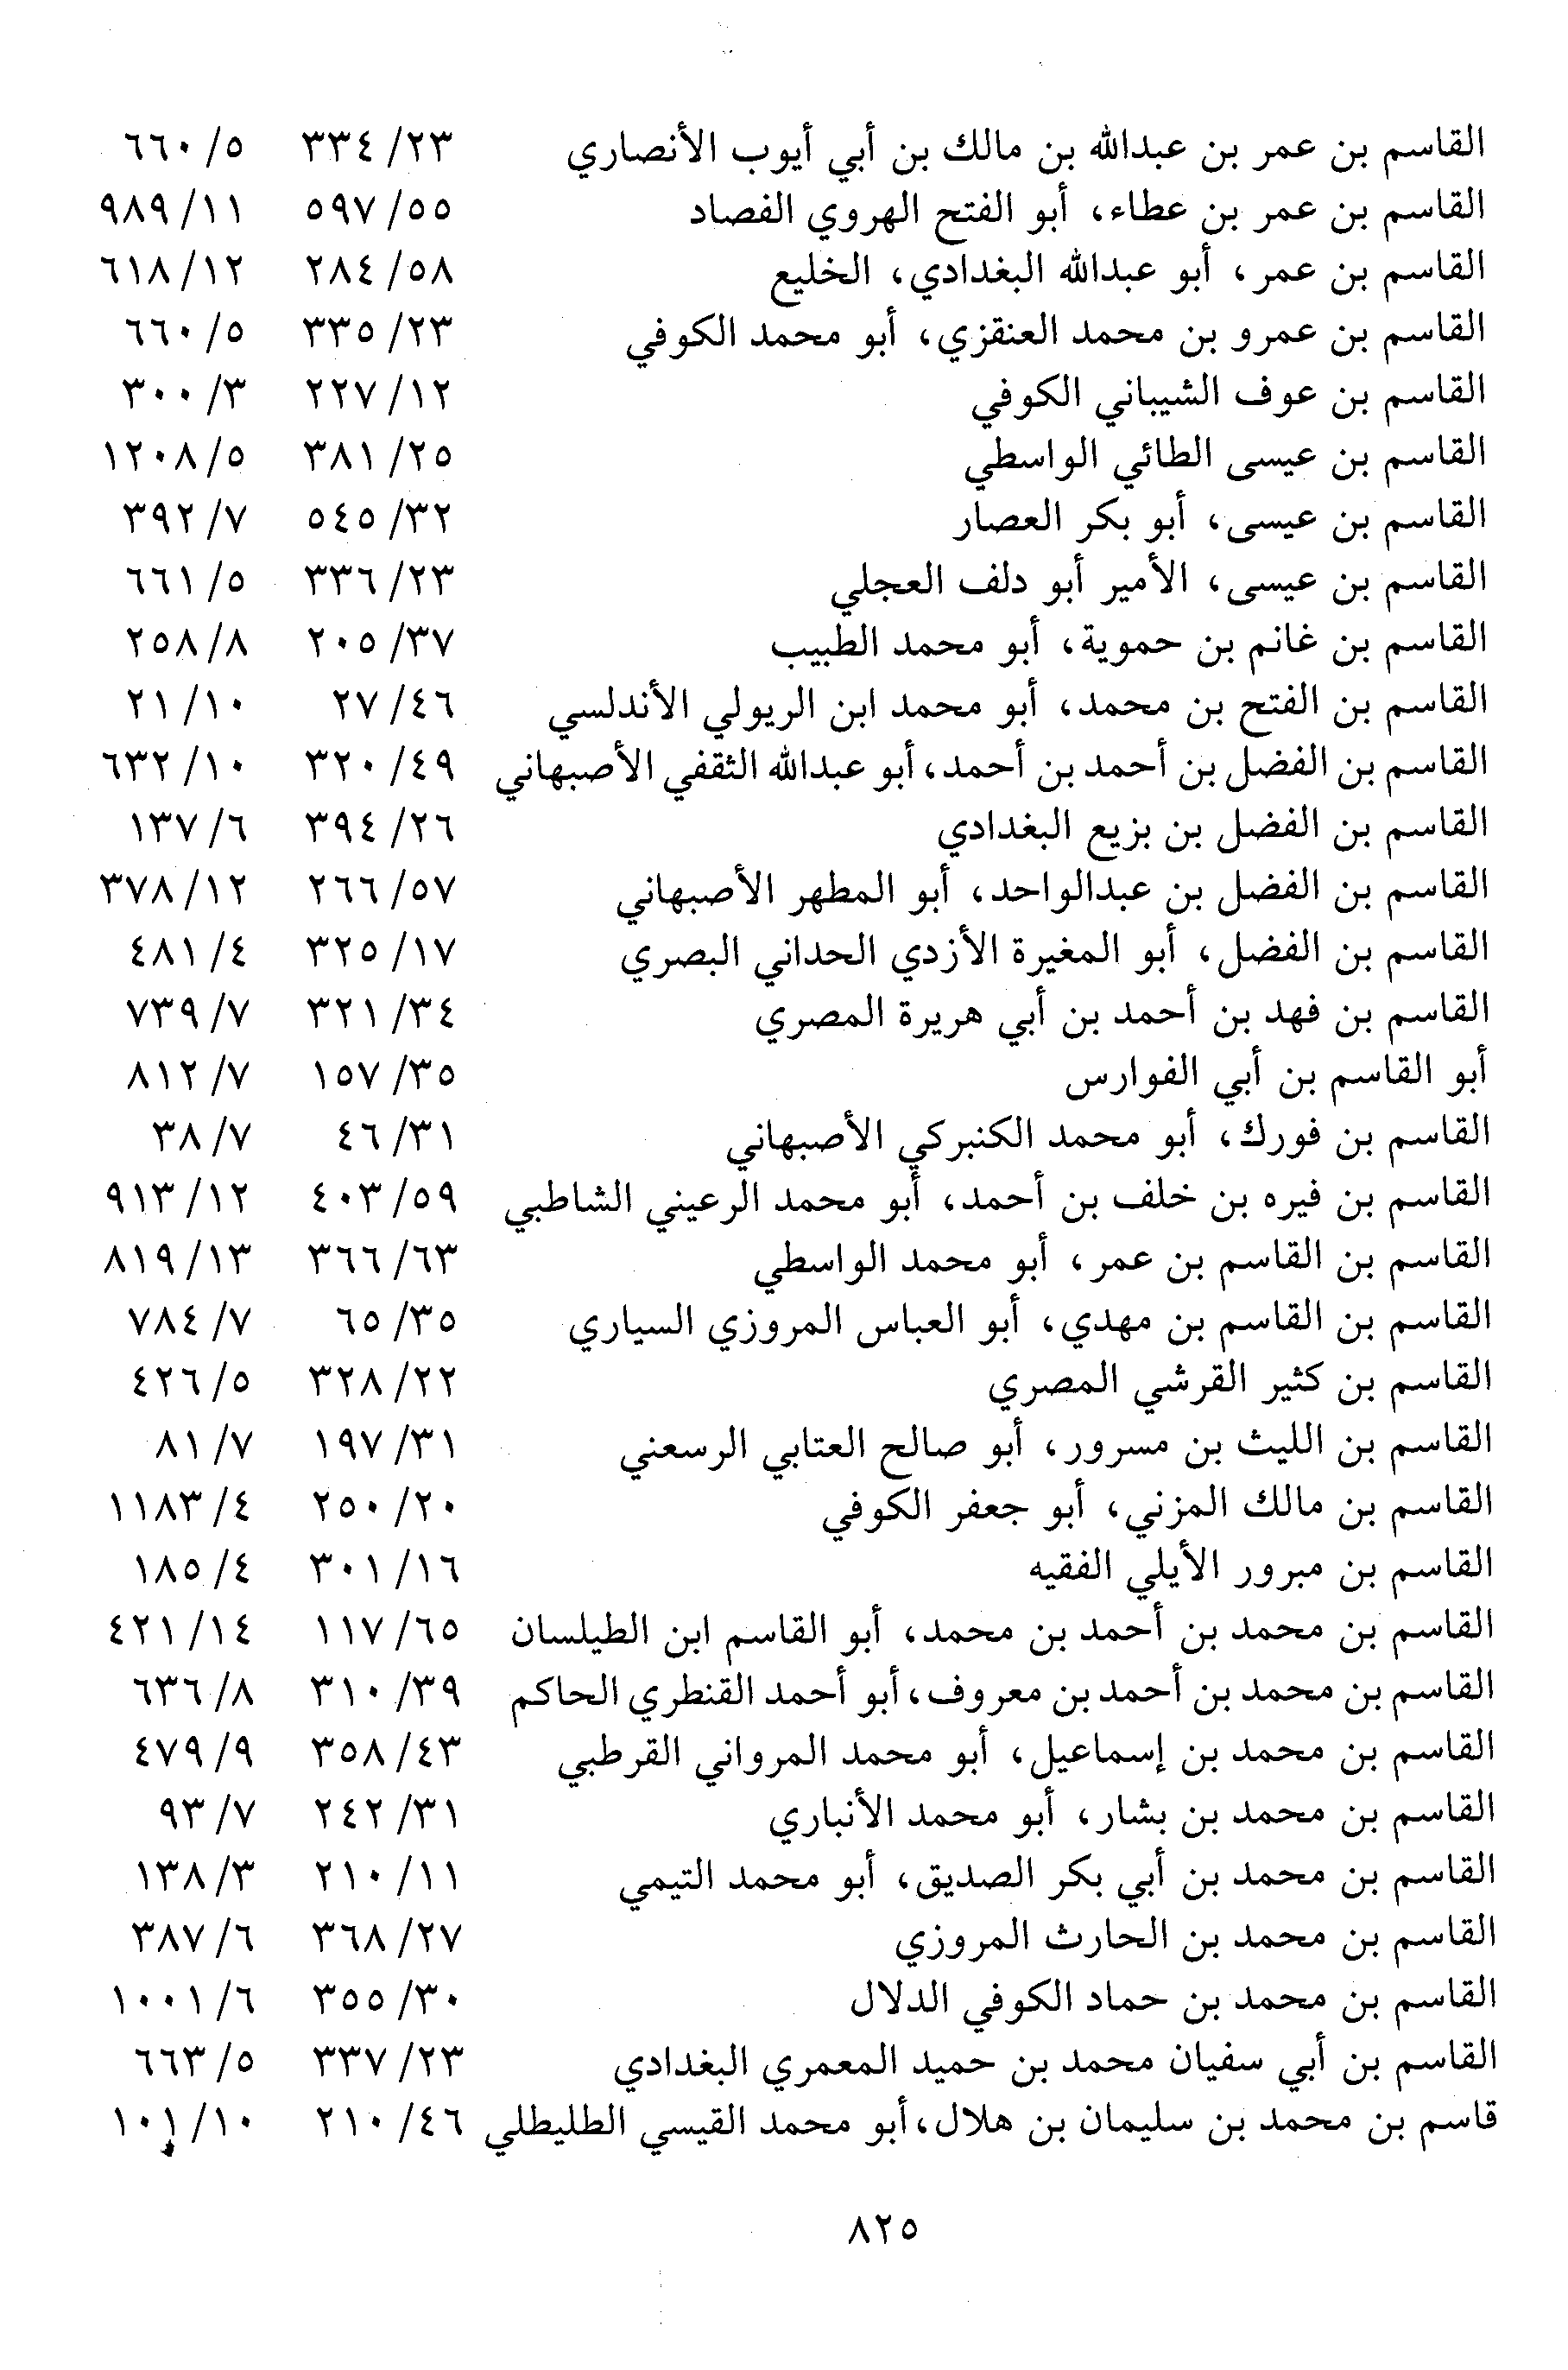 القاسم بن عمر بن عبدالله بن مالك بن أبي أيوب الأنصاري ٢٣/ ٣٣٤ ٥/ ٦٦٠
القاسم بن عمر بن عطاء، أبو الفتح الهروي الفصاد ٥٥/ ٥٩٧ ١١/ ٩٨٩
القاسم بن عمر، أبو عبدالله البغدادي، الخليع ٥٨/ ٢٨٤ ١٢/ ٦١٨
القاسم بن عمرو بن محمد العنقزي، أبو محمد الكوفي ٢٣/ ٣٣٥ ٥/ ٦٦٠
القاسم بن عوف الشيباني الكوفي ١٢/ ٢٢٧ ٣/ ٣٠٠
القاسم بن عيسى الطائي الواسطي ٢٥/ ٣٨١ ٥/ ١٢٠٨
القاسم بن عيسى، أبو بكر العصار ٣٢/ ٥٤٥ ٧/ ٣٩٢
القاسم بن عيسى، الأمير أبو دلف العجلي ٢٣/ ٣٣٦ ٥/ ٦٦١
القاسم بن غانم بن حموية، أبو محمد الطبيب ٣٧/ ٢٠٥ ٨/ ٢٥٨
القاسم بن الفتح بن محمد، أبو محمد ابن الريولي الأندلسي ٤٦/ ٢٧ ١٠/ ٢١
القاسم بن الفضل بن أحمد بن أحمد، أبو عبدالله الثقفي الأصبهاني ٤٩/ ٣٢٠ ١٠/ ٦٣٢
القاسم بن الفضل بن بزيع البغدادي ٢٦/ ٣٩٤ ٦/ ١٣٧
القاسم بن الفضل بن عبدالواحد، أبو المطهر الأصبهاني ٥٧/ ٢٦٦ ١٢/ ٣٧٨
القاسم بن الفضل، أبو المغيرة الأزدي الحداني البصري ١٧/ ٣٢٥ ٤/ ٤٨١
القاسم بن فهد بن أحمد بن أبي هريرة المصري ٣٤/ ٣٢١ ٧/ ٧٣٩
أبو القاسم بن أبي الفوارس ٣٥/ ١٥٧ ٧/ ٨١٢
القاسم بن فورك، أبو محمد الكنبركي الأصبهاني ٣١/ ٤٦ ٧/ ٣٨
القاسم بن فيره بن خلف بن أحمد، أبو محمد الرعيني الشاطبي ٥٩/ ٤٠٣ ١٢/ ٩١٣
القاسم بن القاسم بن عمر، أبو محمد الواسطي ٦٣/ ٣٦٦ ١٣/ ٨١٩
القاسم بن القاسم بن مهدي، أبو العباس المروزي السياري ٣٥/ ٦٥ ٧/ ٧٨٤
القاسم بن كثير القرشي المصري ٢٢/ ٣٢٨ ٥/ ٤٢٦
القاسم بن الليث بن مسرور، أبو صالح العتابي الرسعني ٣١/ ١٩٧ ٧/ ٨١
القاسم بن مالك المزني، أبو جعفر الكوفي ٢٠/ ٢٥٠ ٤/ ١١٨٣
القاسم بن مبرور الأيلي الفقيه ١٦/ ٣٠١ ٤/ ١٨٥
القاسم بن محمد بن أحمد بن محمد، أبو القاسم ابن الطيلسان ٦٥/ ١١٧ ١٤/ ٤٢١
القاسم بن محمد بن أحمد بن معروف، أبو أحمد القنطري الحاكم ٣٩/ ٣١٠ ٨/ ٦٣٦
القاسم بن محمد بن إسماعيل، أبو محمد المرواني القرطبي ٤٣/ ٣٥٨ ٩/ ٤٧٩
القاسم بن محمد بن بشار، أبو محمد الأنباري ٣١/ ٢٤٢ ٧/ ٩٣
القاسم بن محمد بن أبي بكر الصديق، أبو محمد التيمي ١١/ ٢١٠ ٣/ ١٣٨
القاسم بن محمد بن الحارث المروزي ٢٧/ ٣٦٨ ٦/ ٣٨٧
القاسم بن محمد بن حماد الكوفي الدلال ٣٠/ ٣٥٥ ٦/ ١٠٠١
القاسم بن أبي سفيان محمد بن حميد المعمري البغدادي ٢٣/ ٣٣٧ ٥/ ٦٦٣
قاسم بن محمد بن سليمان بن هلال، أبو محمد القيسي الطليطلي ٤٦/ ٢١٠ ١٠/ ١٠١
٨٢٥